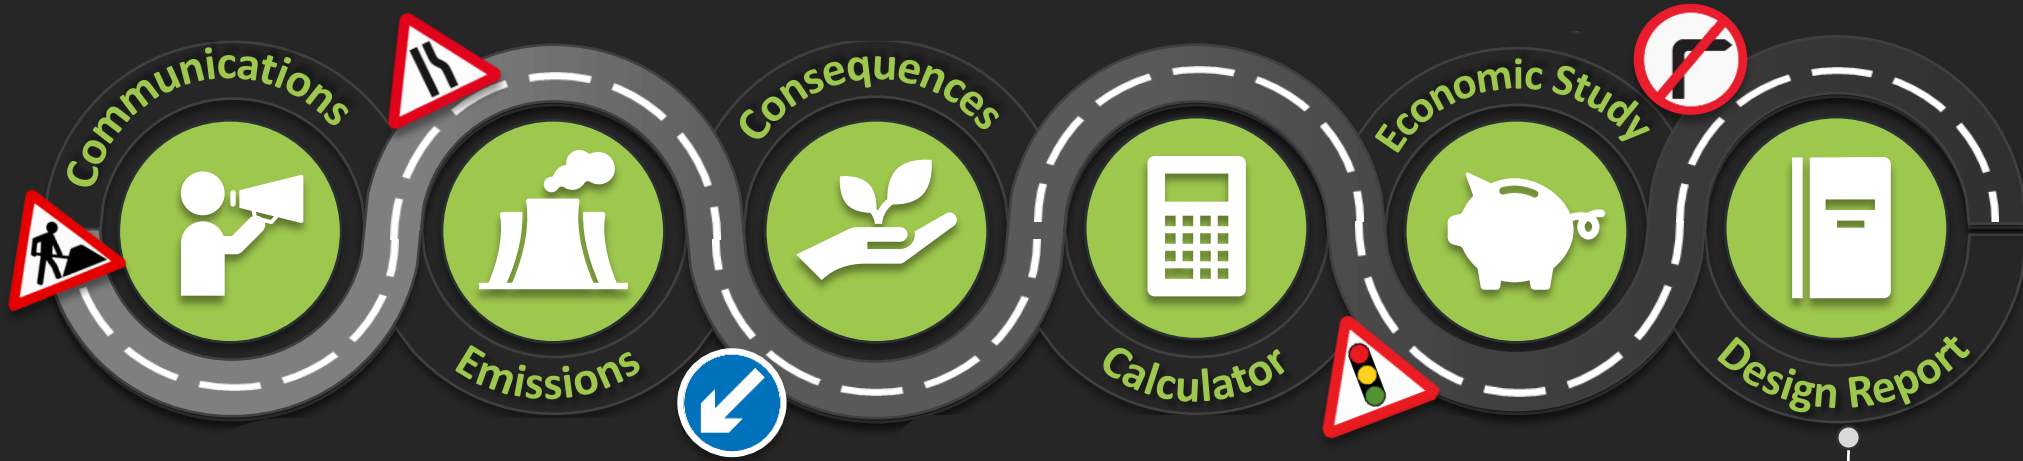 Communications
Emissions
Consequences
Calculator
Economic Study
Design Report